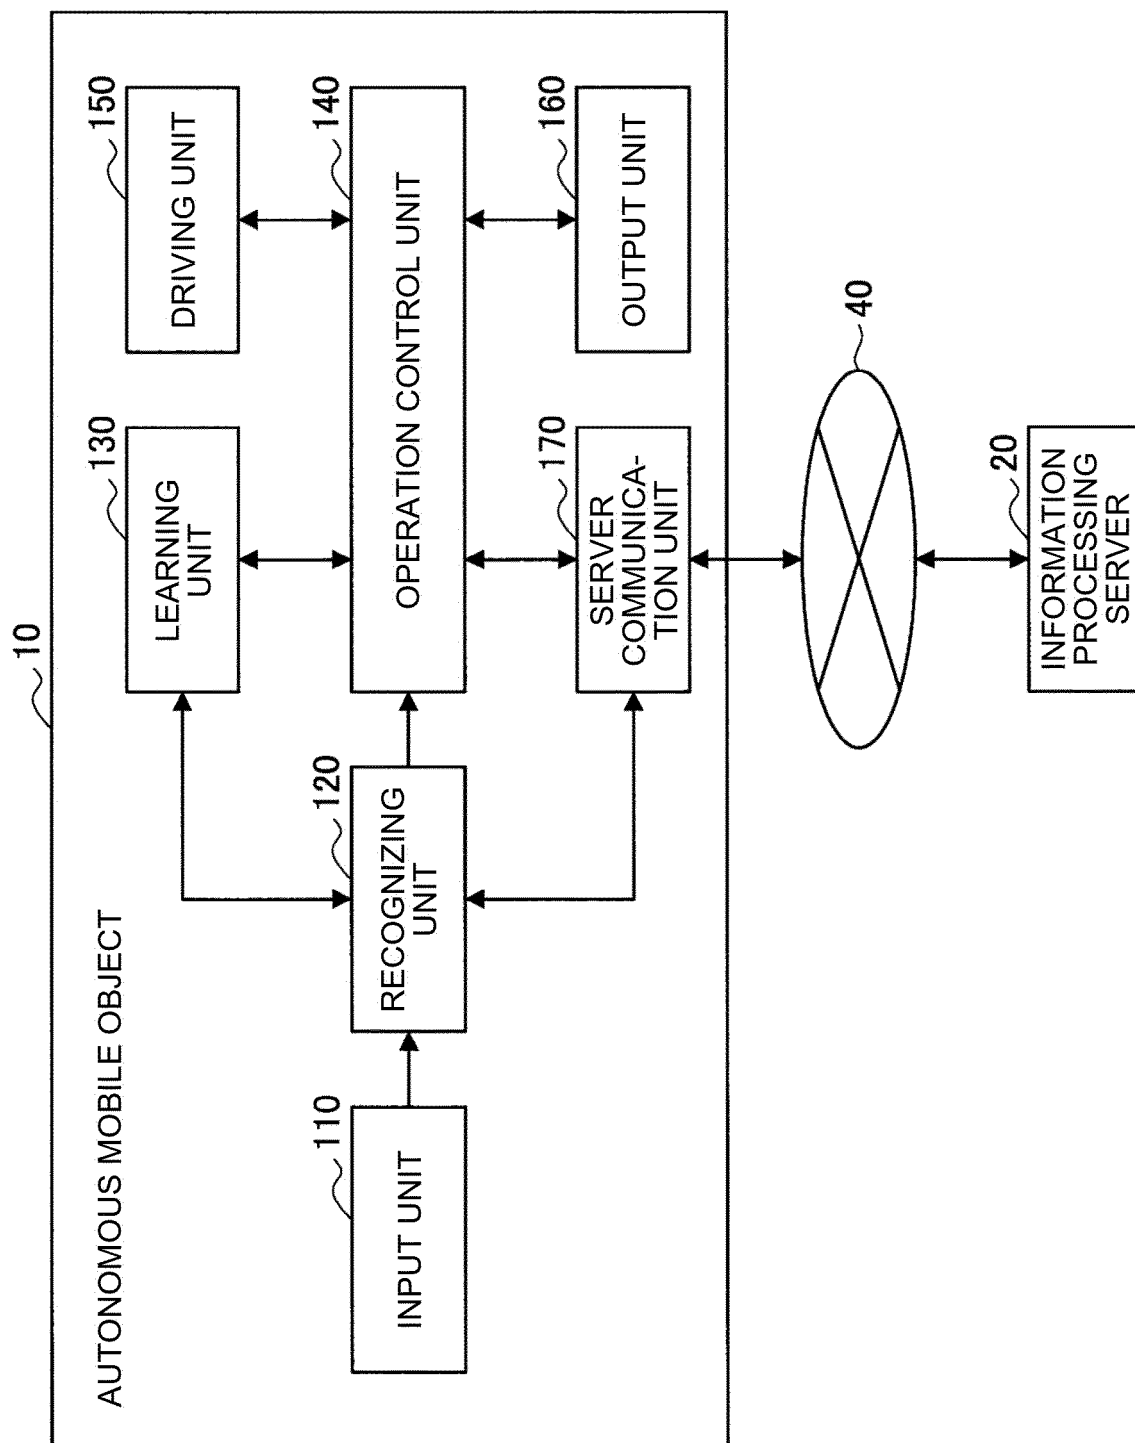 10
AUTONOMOUS MOBILE OBJECT
110
INPUT UNIT
120
RECOGNIZING
UNIT
130
LEARNING
UNIT
150
DRIVING UNIT
140
OPERATION CONTROL UNIT
170
SERVER
COMMUNICA-
TION UNIT
160
OUTPUT UNIT
40
20
INFORMATION
PROCESSING
SERVER